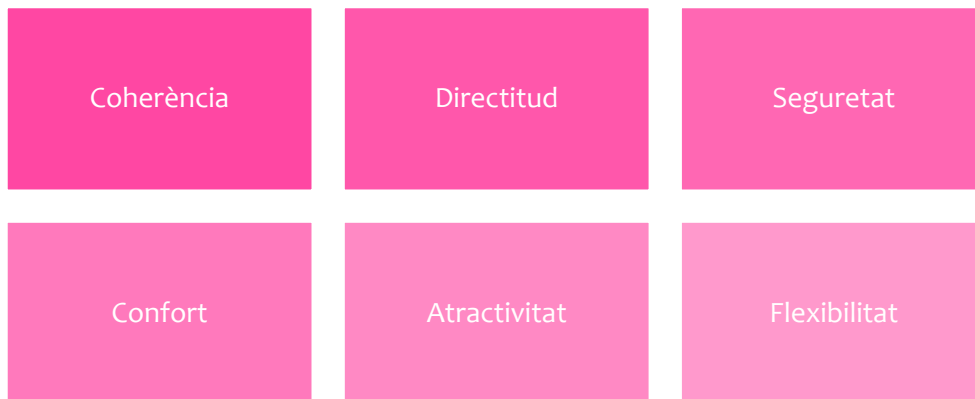 Coherència
Directitud
Seguretat
Confort
Atractivitat
Flexibilitat